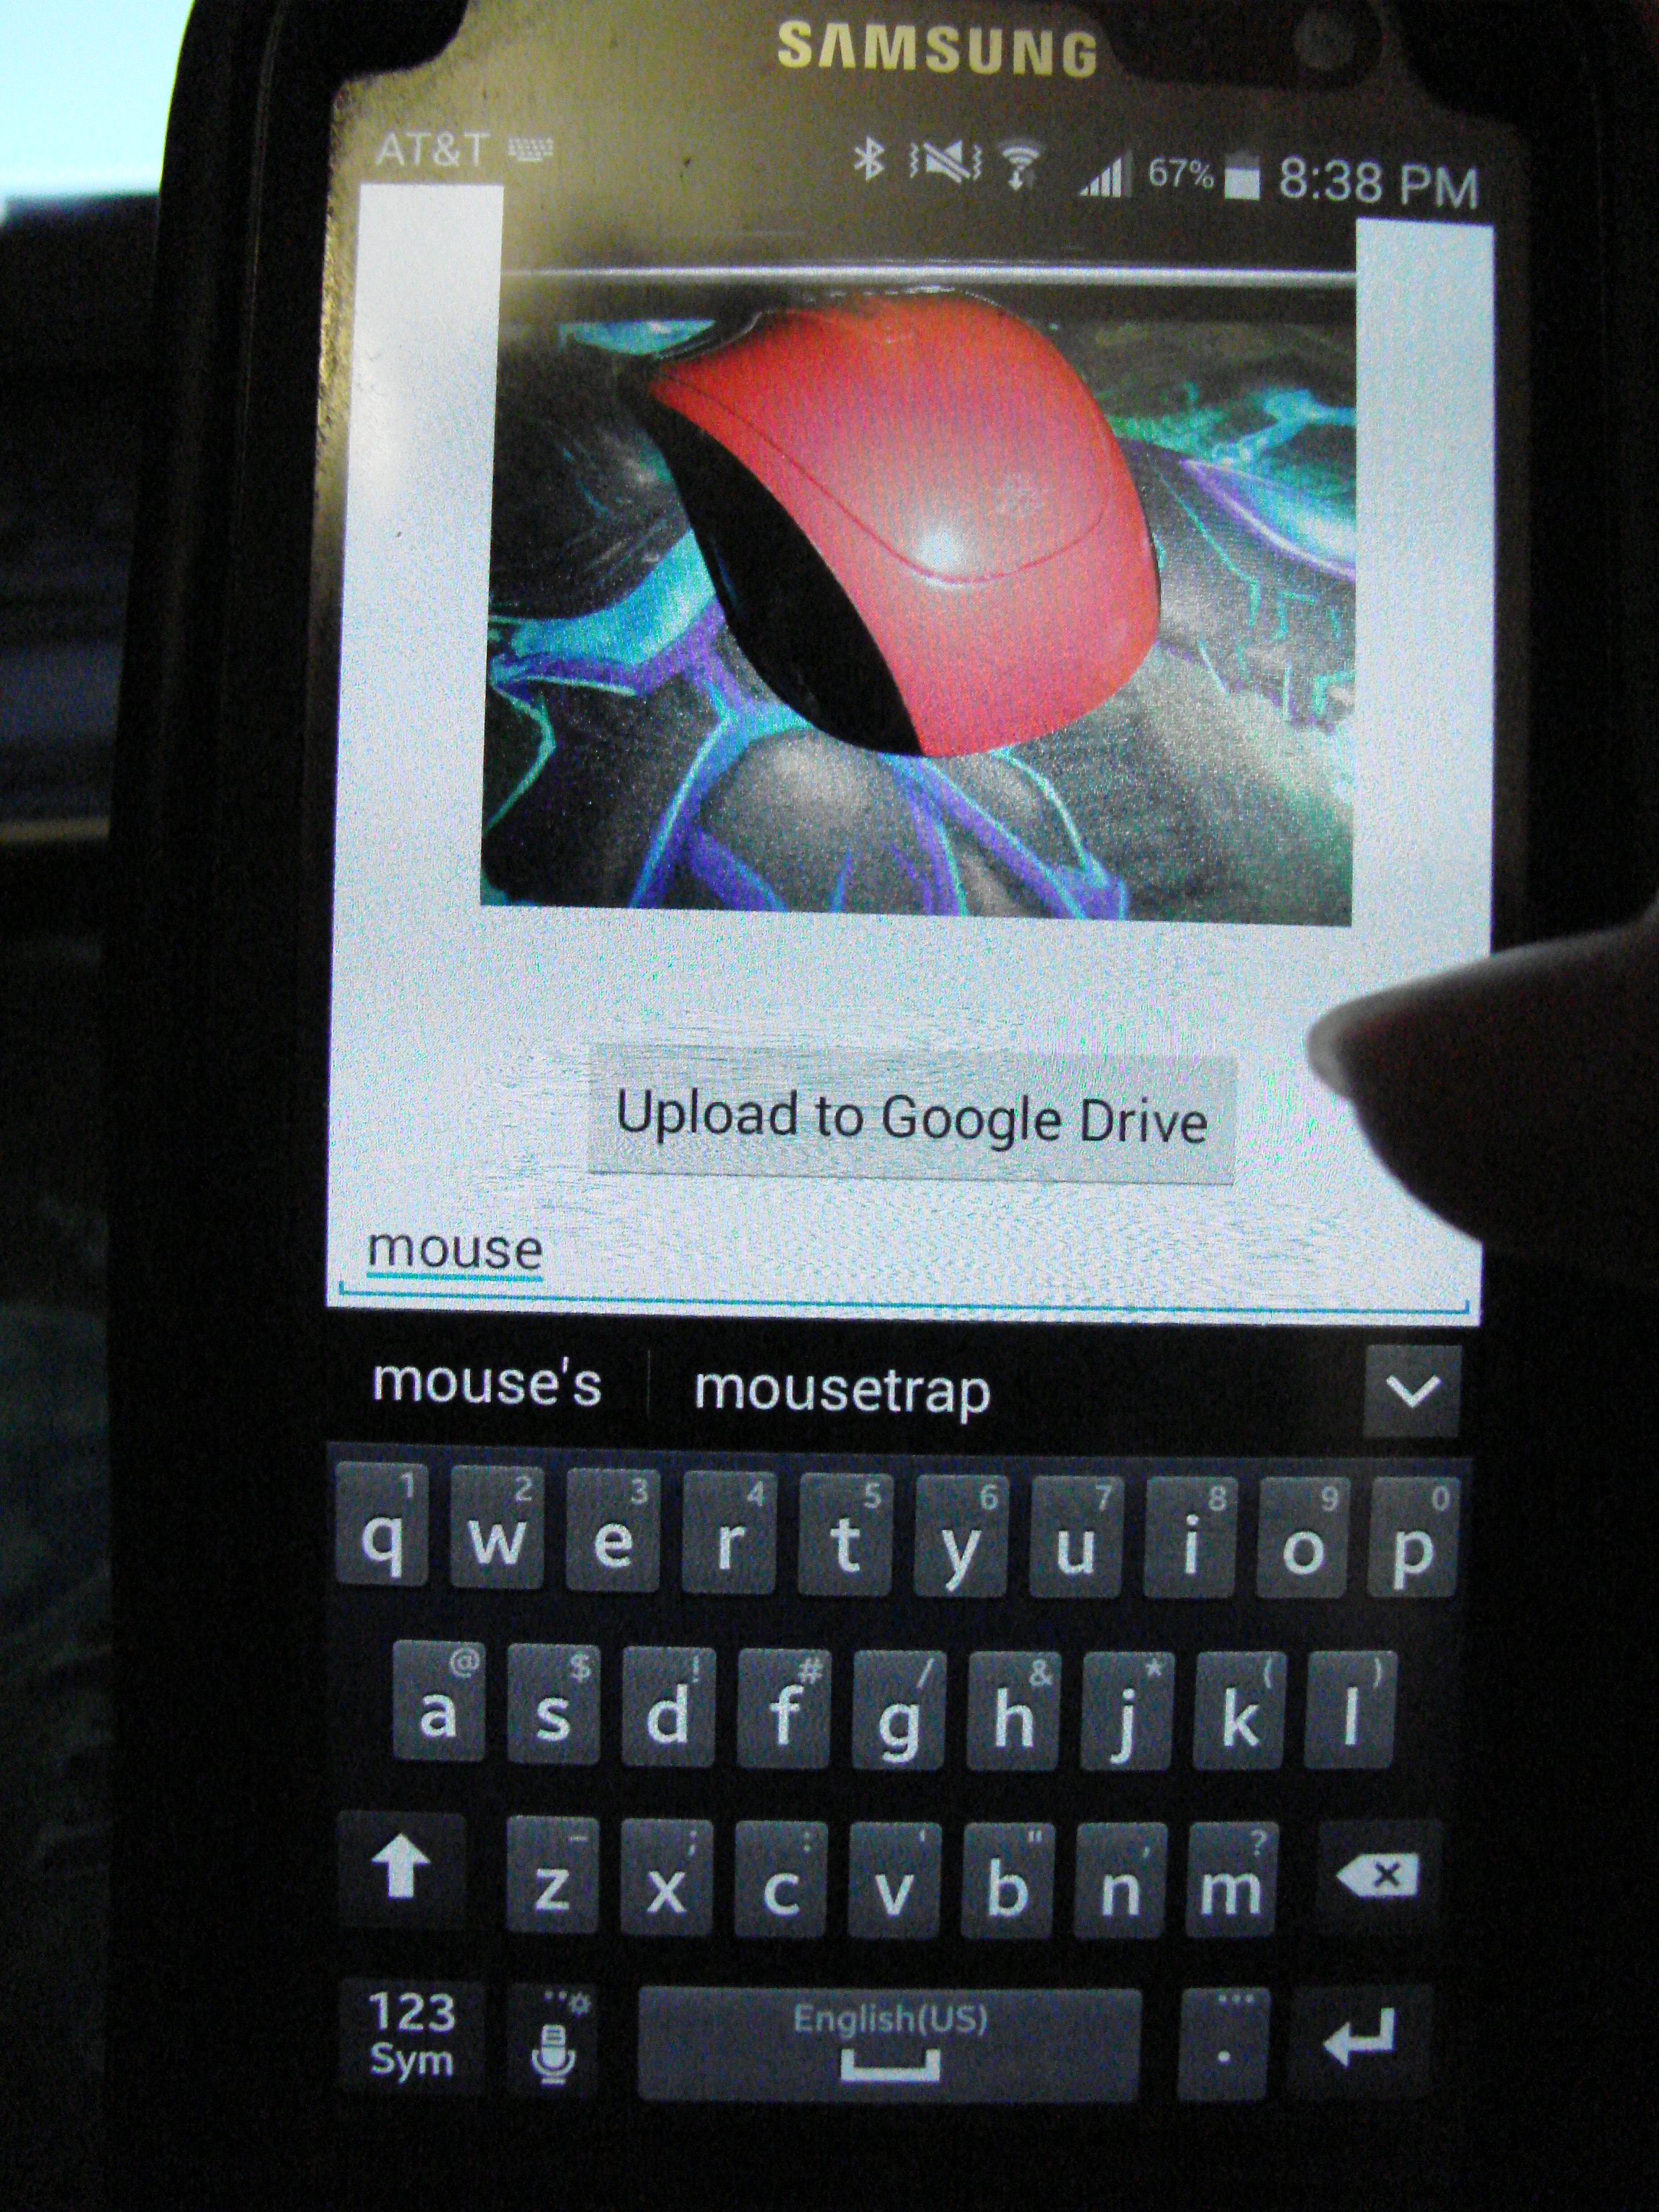 SAMSUNG
AT&T 67% 8:38 PM
Upload to Google Drive
mouse
mouse's mousetrap
1 2 3 4 5 6 7 8 9 0
q w e r t y u i o p
@ $ ! # / & * ( )
a s d f g h j k l
- ; : ' " , ?
z x c v b n m
123
Sym
English(US)
.